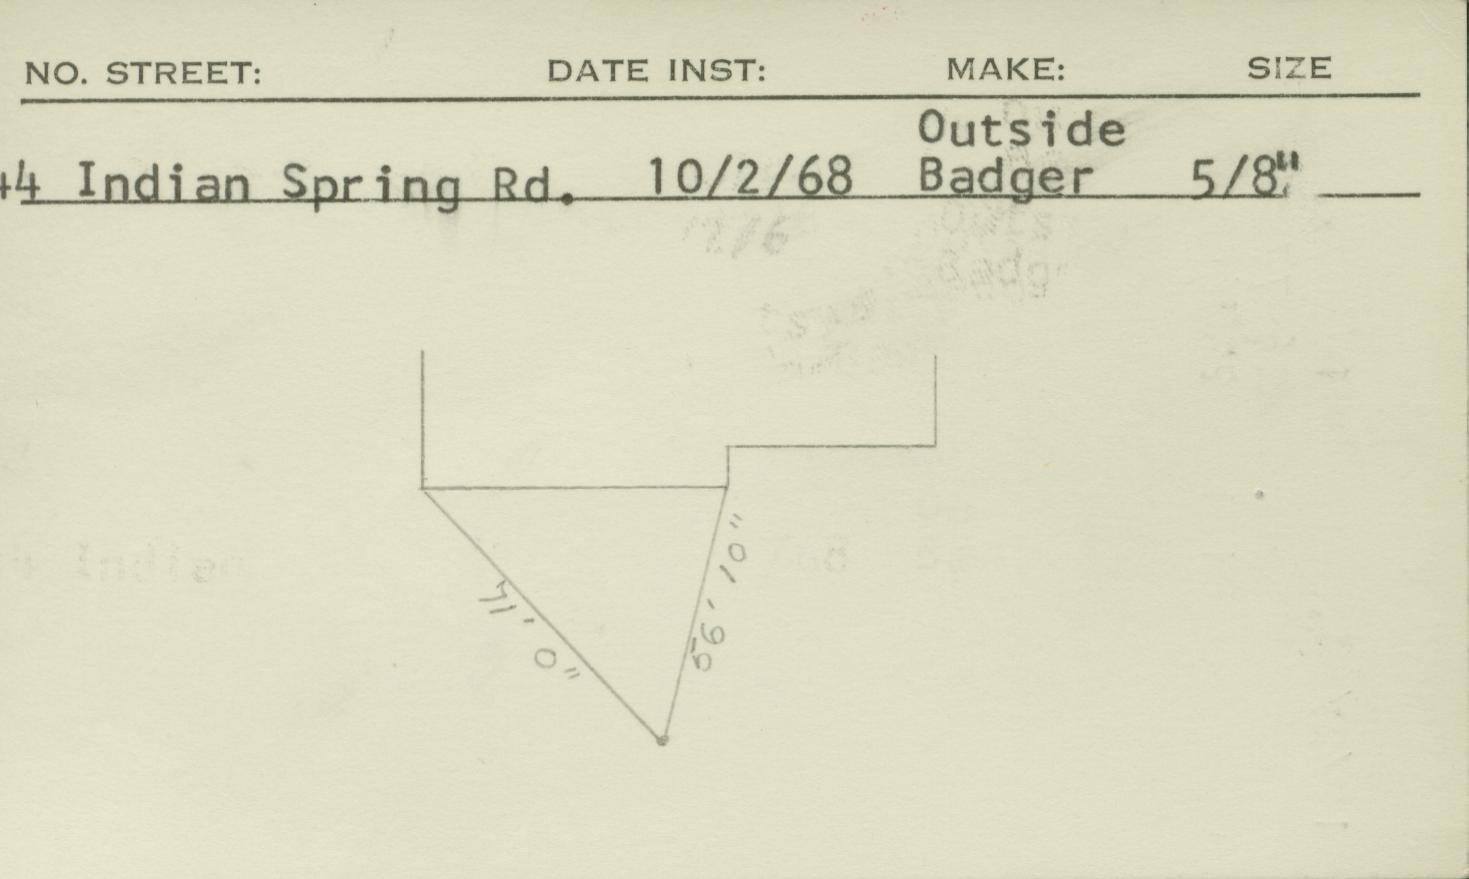 NO. STREET: DATE INST: MAKE: SIZE
Outside
44 Indian Spring Rd. 10/2/68 Badger 5/8"
71' 0"
56' 10"